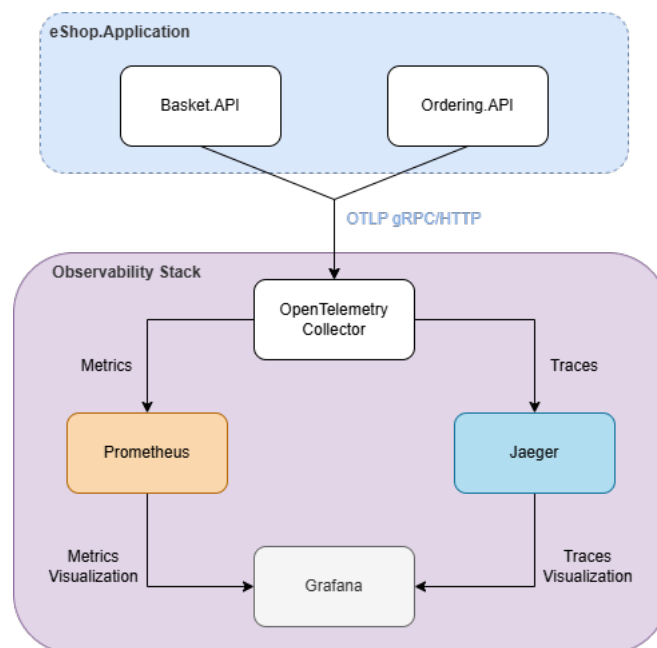 eShop.Application
Basket.API
Ordering.API
OTLP gRPC/HTTP
Observability Stack
OpenTelemetry
Collector
Metrics
Traces
Prometheus
Jaeger
Metrics
Visualization
Grafana
Traces
Visualization